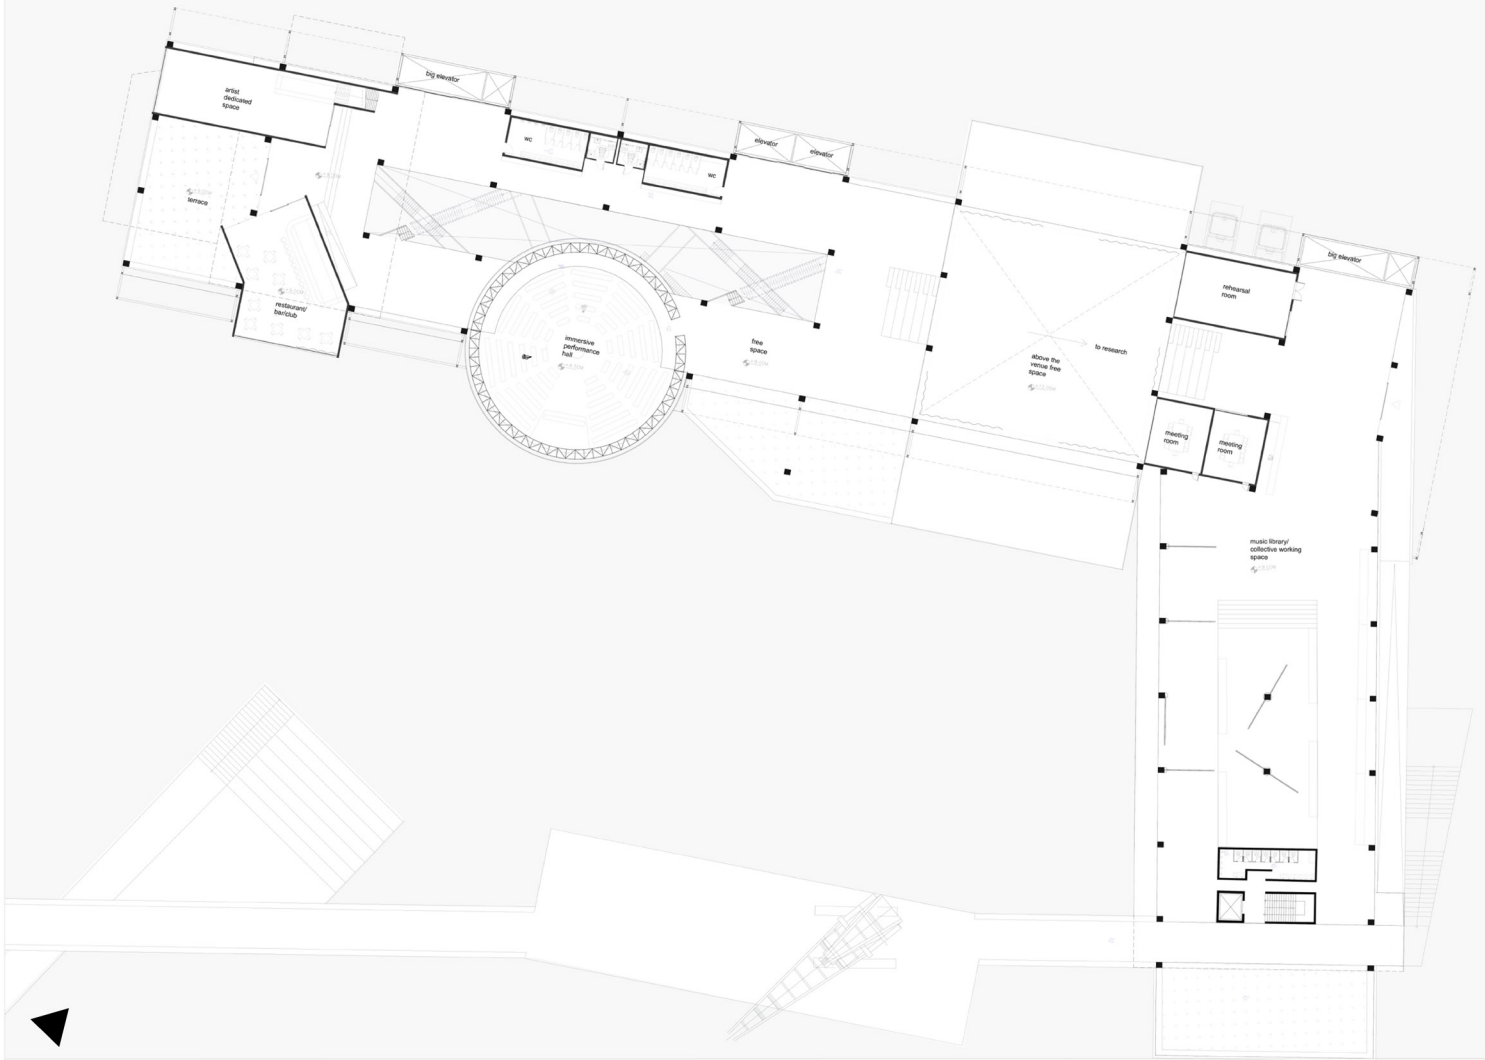 big elevator
artist
dedicated
space
wc
elevator
elevator
wc
terrace
big elevator
rehearsal
room
restaurant/
bar/club
immersive
performance
hall
free
space
to research
above the
venue free
space
meeting
room
meeting
room
music library/
collective working
space